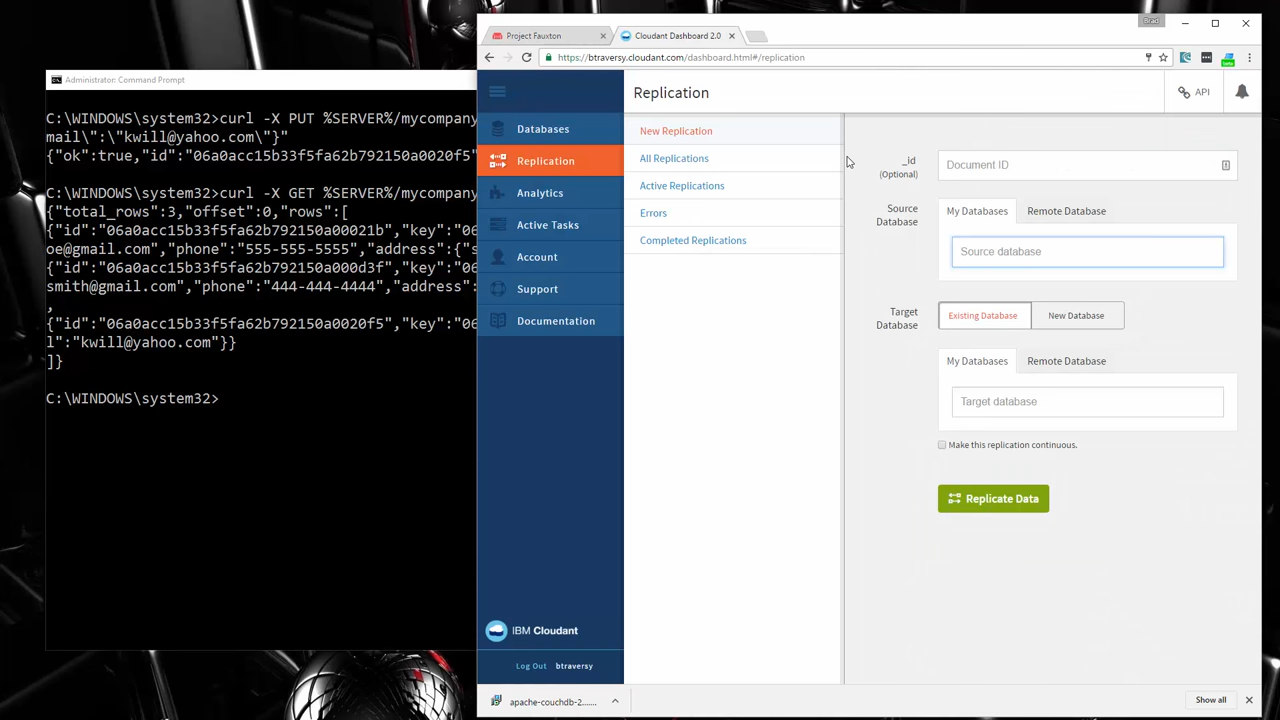 Brad
Project Fauxton
Cloudant Dashboard 2.0
https://btraversy.cloudant.com/dashboard.html#/replication
Administrator: Command Prompt
C:\WINDOWS\system32>curl -X PUT %SERVER%/mycompany
mail\":\"kwill@yahoo.com\"}"
{"ok":true,"id":"06a0acc15b33f5fa62b792150a0020f5"
C:\WINDOWS\system32>curl -X GET %SERVER%/mycompany
{"total_rows":3,"offset":0,"rows":[
{"id":"06a0acc15b33f5fa62b792150a00021b","key":"06
oe@gmail.com","phone":"555-555-5555","address":{"s
{"id":"06a0acc15b33f5fa62b792150a000d3f","key":"06
smith@gmail.com","phone":"444-444-4444","address":
,
{"id":"06a0acc15b33f5fa62b792150a0020f5","key":"06
l":"kwill@yahoo.com"}}
]}
C:\WINDOWS\system32>
Databases
Replication
Analytics
Active Tasks
Account
Support
Documentation
IBM Cloudant
Log Out btraversy
Replication
API
New Replication
All Replications
Active Replications
Errors
Completed Replications
_id
(Optional)
Document ID
Source
Database
My Databases
Remote Database
Source database
Target
Database
Existing Database
New Database
My Databases
Remote Database
Target database
Make this replication continuous.
Replicate Data
apache-couchdb-2....
Show all